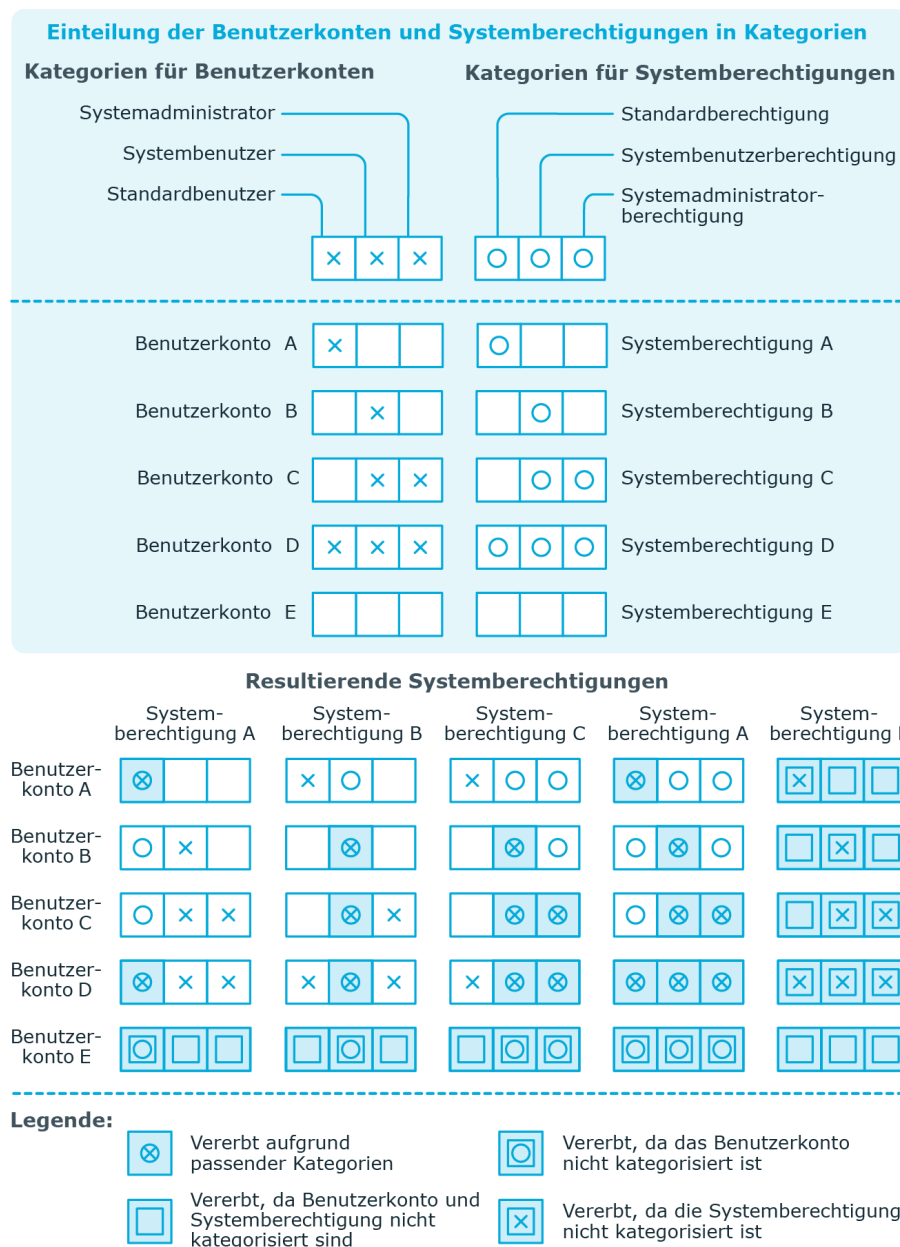 Einteilung der Benutzerkonten und Systemberechtigungen in Kategorien
Kategorien für Benutzerkonten
Kategorien für Systemberechtigungen
Systemadministrator
Systembenutzer
Standardbenutzer
Standardberechtigung
Systembenutzerberechtigung
Systemadministrator-
berechtigung
Benutzerkonto A
Systemberechtigung A
Benutzerkonto B
Systemberechtigung B
Benutzerkonto C
Systemberechtigung C
Benutzerkonto D
Systemberechtigung D
Benutzerkonto E
Systemberechtigung E
Resultierende Systemberechtigungen
System-
berechtigung A
System-
berechtigung B
System-
berechtigung C
System-
berechtigung A
System-
berechtigung
Benutzer-
konto A
Benutzer-
konto B
Benutzer-
konto C
Benutzer-
konto D
Benutzer-
konto E
Legende:
Vererbt aufgrund
passender Kategorien
Vererbt, da das Benutzerkonto
nicht kategorisiert ist
Vererbt, da Benutzerkonto und
Systemberechtigung nicht
kategorisiert sind
Vererbt, da die Systemberechtigung
nicht kategorisiert ist